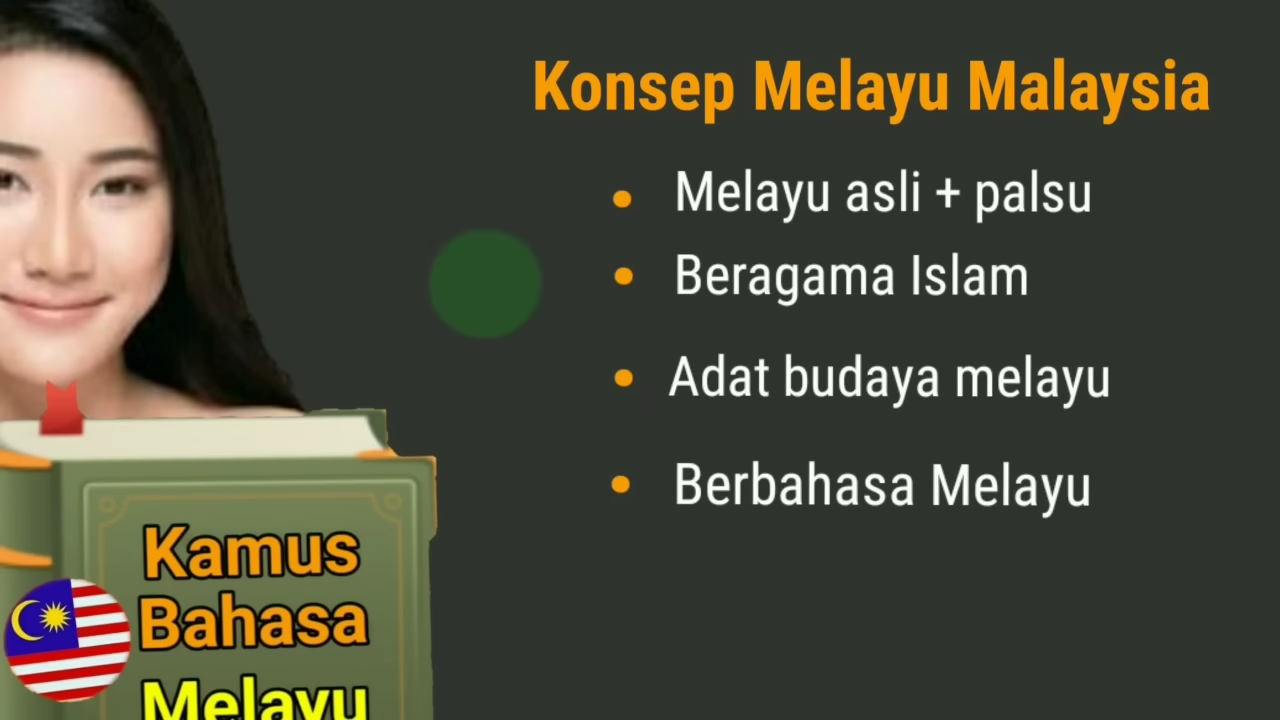 Konsep Melayu Malaysia
Melayu asli + palsu
Beragama Islam
Adat budaya melayu
Berbahasa Melayu
Kamus
Bahasa
Melayu